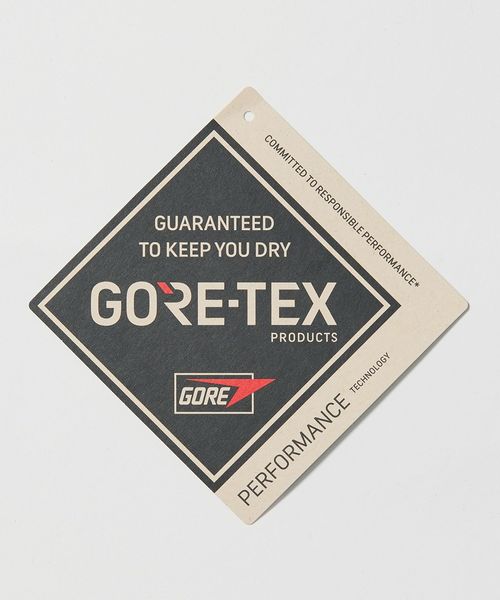 COMMITTED TO RESPONSIBLE PERFORMANCE*
GUARANTEED
TO KEEP YOU DRY
GORE-TEX
PRODUCTS
GORE
PERFORMANCE TECHNOLOGY